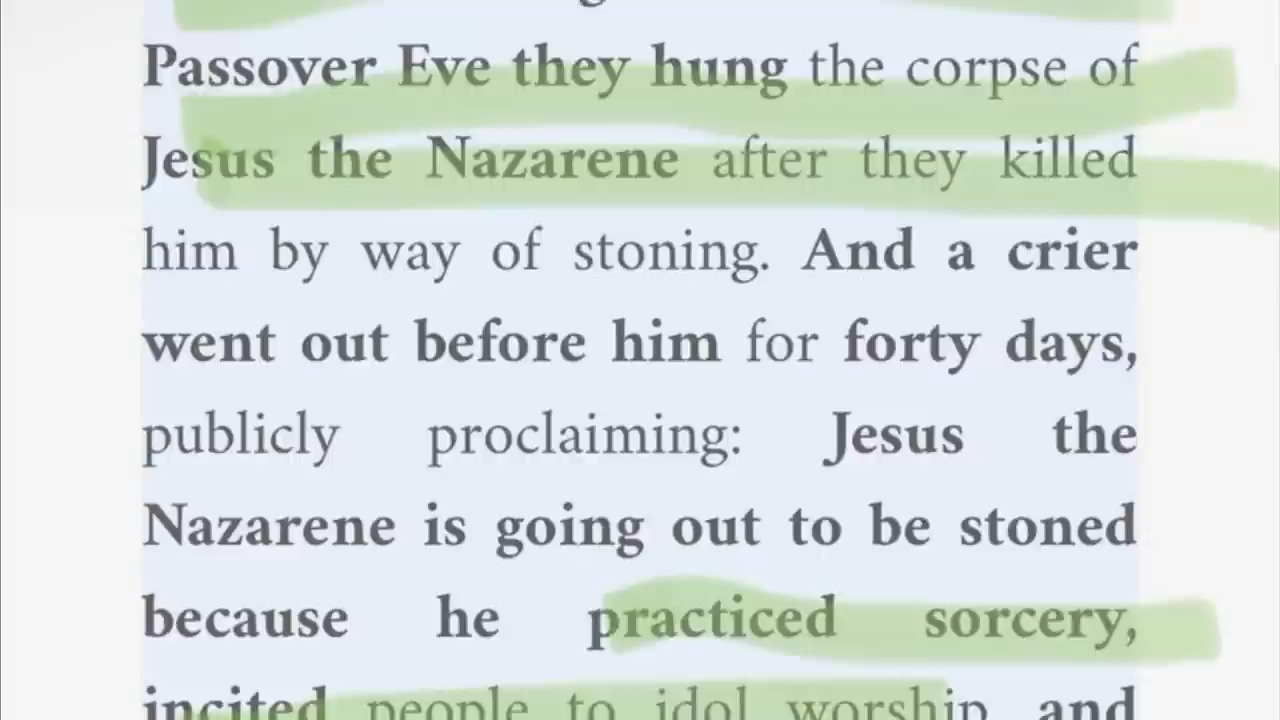 Passover Eve they hung the corpse of
Jesus the Nazarene after they killed
him by way of stoning. And a crier
went out before him for forty days,
publicly proclaiming: Jesus the
Nazarene is going out to be stoned
because he practiced sorcery,
incited people to idol worship, and